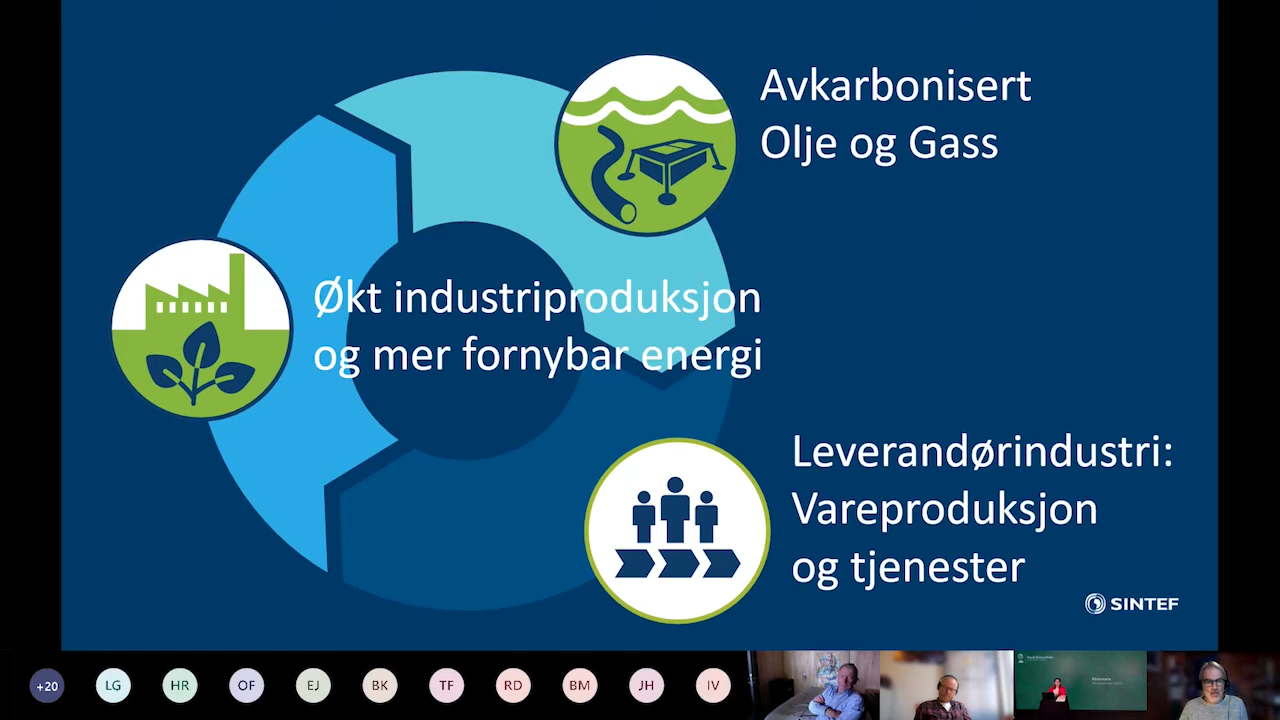 Avkarbonisert
Olje og Gass
Økt industriproduksjon
og mer fornybar energi
Leverandørindustri:
Vareproduksjon
og tjenester
SINTEF
+20
LG
HR
OF
EJ
BK
TF
RD
BM
JH
IV